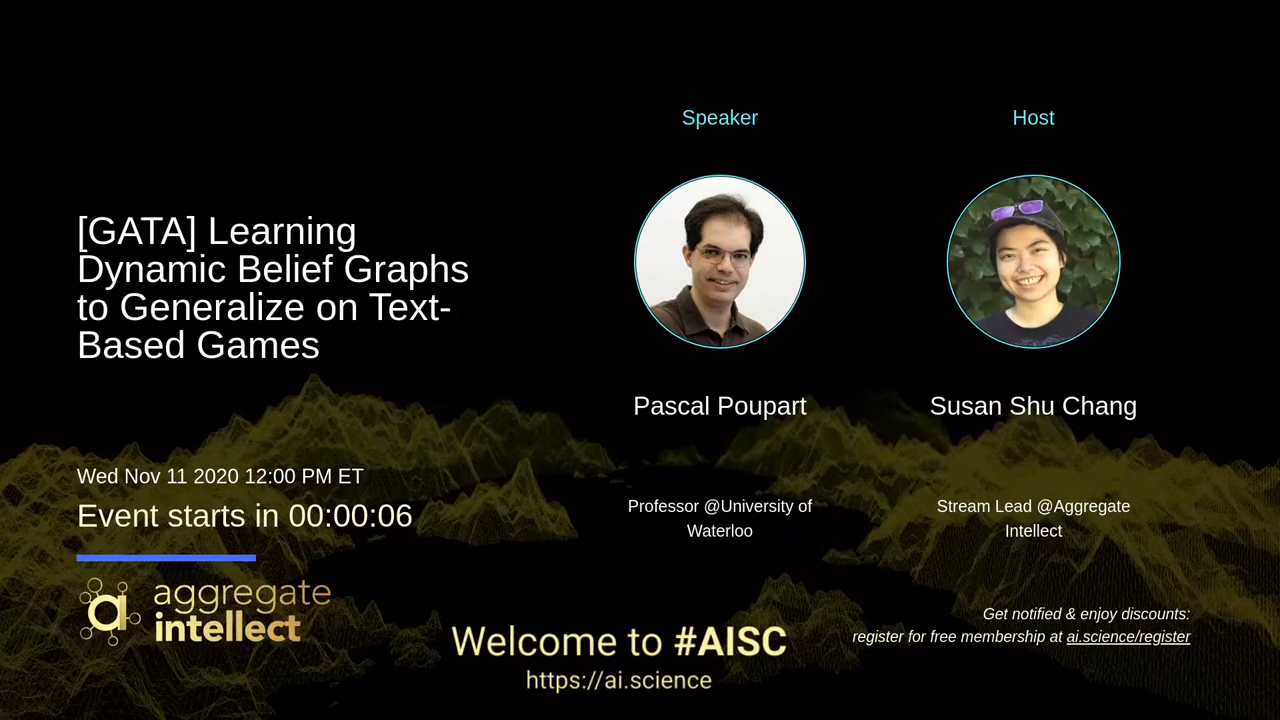 [GATA] Learning
Dynamic Belief Graphs
to Generalize on Text-
Based Games
Wed Nov 11 2020 12:00 PM ET
Event starts in 00:00:06
aggregate
intellect
Speaker
Pascal Poupart
Professor @University of
Waterloo
Host
Susan Shu Chang
Stream Lead @Aggregate
Intellect
Welcome to #AISC
https://ai.science
Get notified & enjoy discounts:
register for free membership at ai.science/register